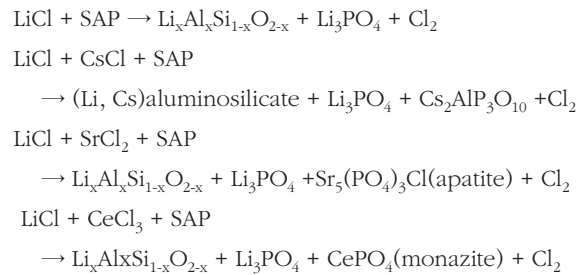 LiCl + SAP → LiₓAlₓSi₁₋ₓO₂₋ₓ + Li₃PO₄ + Cl₂
LiCl + CsCl + SAP
→ (Li, Cs)aluminosilicate + Li₃PO₄ + Cs₂AlP₃O₁₀ +Cl₂
LiCl + SrCl₂ + SAP
→ LiₓAlₓSi₁₋ₓO₂₋ₓ + Li₃PO₄ +Sr₅(PO₄)₃Cl(apatite) + Cl₂
LiCl + CeCl₃ + SAP
→ LiₓAlxSi₁₋ₓO₂₋ₓ + Li₃PO₄ + CePO₄(monazite) + Cl₂